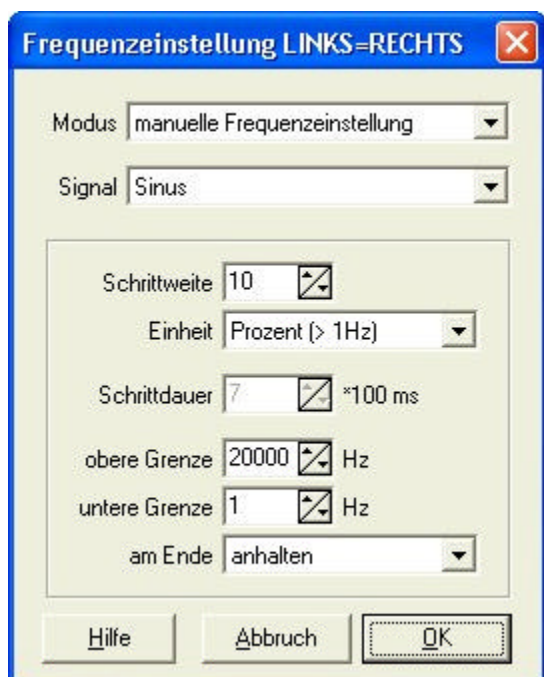 Frequenzeinstellung LINKS=RECHTS
Modus manuelle Frequenzeinstellung
Signal Sinus
Schrittweite 10
Einheit Prozent (> 1Hz)
Schrittdauer 7 *100 ms
obere Grenze 20000 Hz
untere Grenze 1 Hz
am Ende anhalten
Hilfe Abbruch OK